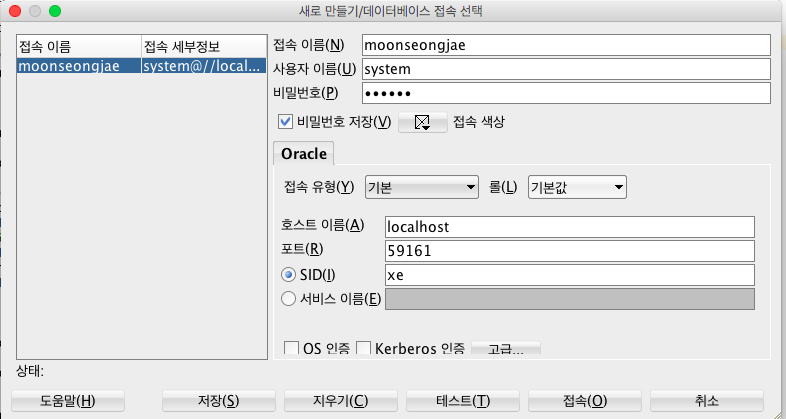 새로 만들기/데이터베이스 접속 선택
접속 이름 접속 세부정보
moonseongjae system@//local...
접속 이름(N) moonseongjae
사용자 이름(U) system
비밀번호(P) ••••••
비밀번호 저장(V) 접속 색상
Oracle
접속 유형(Y) 기본 롤(L) 기본값
호스트 이름(A) localhost
포트(R) 59161
SID(I) xe
서비스 이름(E)
OS 인증 Kerberos 인증 고급...
상태:
도움말(H) 저장(S) 지우기(C) 테스트(T) 접속(O) 취소